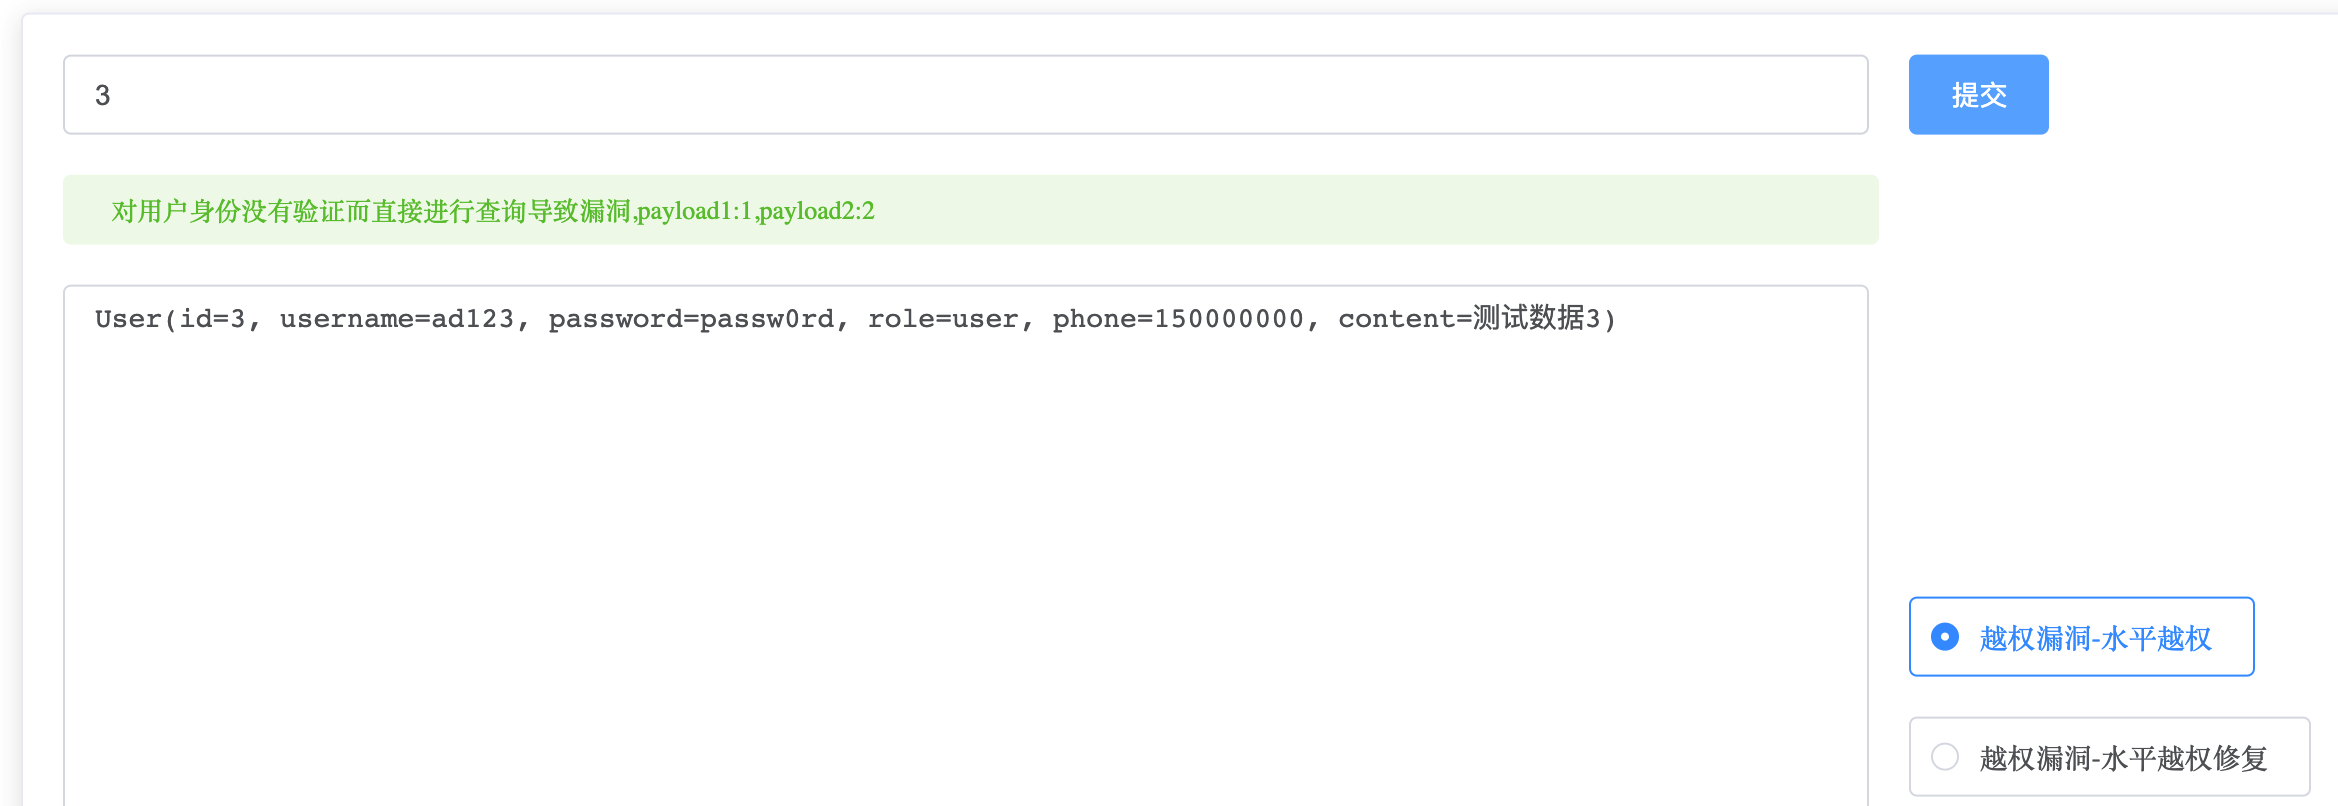 3
提交
对用户身份没有验证而直接进行查询导致漏洞,payload1:1,payload2:2
User(id=3, username=ad123, password=passw0rd, role=user, phone=150000000, content=测试数据3)
越权漏洞-水平越权
越权漏洞-水平越权修复